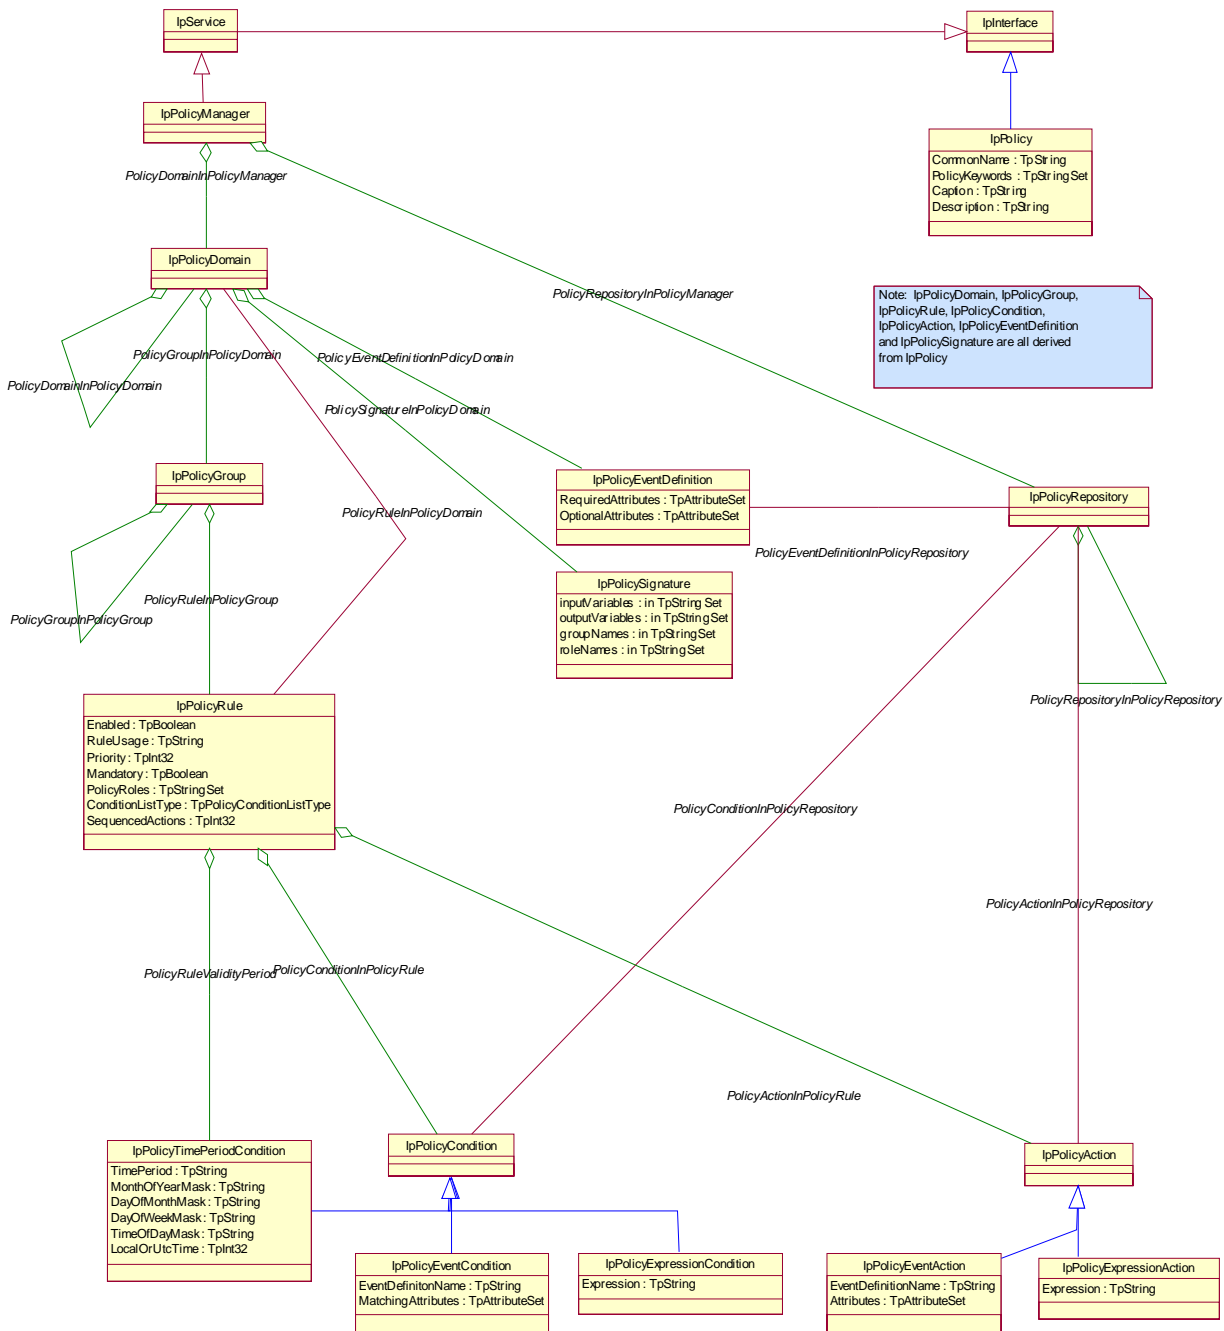 IpService
IpInterface
IpPolicyManager
IpPolicy
CommonName : TpString
PolicyKeywords : TpStringSet
Caption : TpString
Description : TpString
PolicyDomainInPolicyManager
IpPolicyDomain
PolicyRepositoryInPolicyManager
Note: IpPolicyDomain, IpPolicyGroup,
IpPolicyRule, IpPolicyCondition,
IpPolicyAction, IpPolicyEventDefinition
and IpPolicySignature are all derived
from IpPolicy
PolicyGroupInPolicyDomain
PolicyEventDefinitionInPolicyDomain
PolicyDomainInPolicyDomain
PolicySignatureInPolicyDomain
IpPolicyGroup
IpPolicyEventDefinition
RequiredAttributes : TpAttributeSet
OptionalAttributes : TpAttributeSet
IpPolicyRepository
PolicyRuleInPolicyDomain
PolicyEventDefinitionInPolicyRepository
IpPolicySignature
inputVariables : in TpStringSet
outputVariables : in TpStringSet
groupNames : in TpStringSet
roleNames : in TpStringSet
PolicyRuleInPolicyGroup
PolicyGroupInPolicyGroup
PolicyRepositoryInPolicyRepository
IpPolicyRule
Enabled : TpBoolean
RuleUsage : TpString
Priority : TpInt32
Mandatory : TpBoolean
PolicyRoles : TpStringSet
ConditionListType : TpPolicyConditionListType
SequencedActions : TpInt32
PolicyConditionInPolicyRepository
PolicyActionInPolicyRepository
PolicyRuleValidityPeriod
PolicyConditionInPolicyRule
PolicyActionInPolicyRule
IpPolicyTimePeriodCondition
TimePeriod : TpString
MonthOfYearMask : TpString
DayOfMonthMask : TpString
DayOfWeekMask : TpString
TimeOfDayMask : TpString
LocalOrUtcTime : TpInt32
IpPolicyCondition
IpPolicyAction
IpPolicyEventCondition
EventDefinitonName : TpString
MatchingAttributes : TpAttributeSet
IpPolicyExpressionCondition
Expression : TpString
IpPolicyEventAction
EventDefinitionName : TpString
Attributes : TpAttributeSet
IpPolicyExpressionAction
Expression : TpString